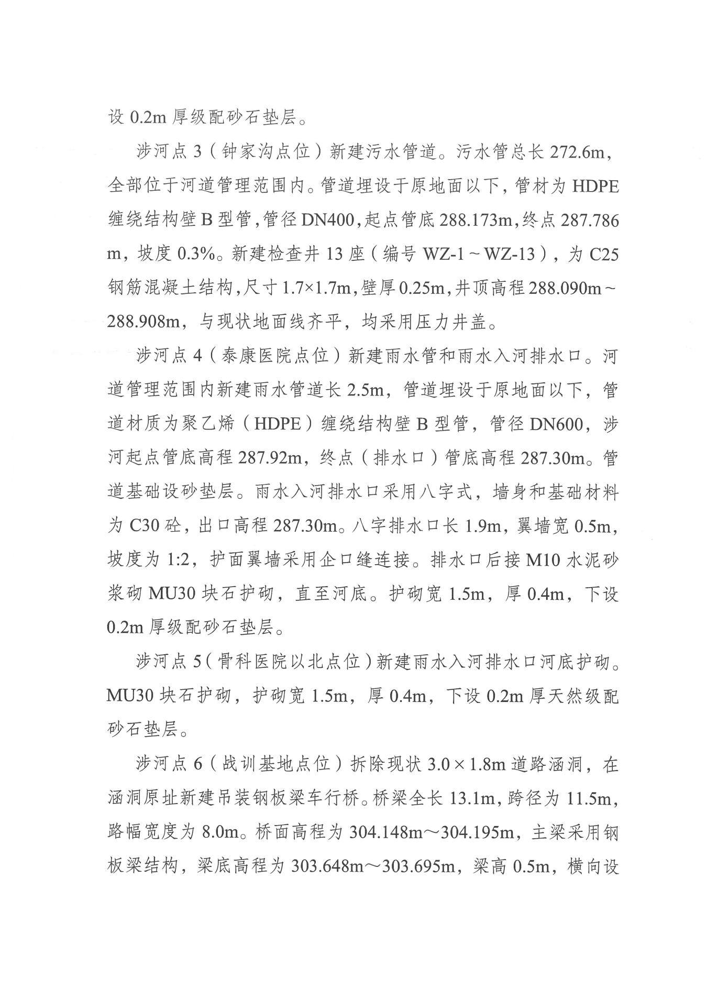 设 0.2m 厚级配砂石垫层。
涉河点 3（钟家沟点位）新建污水管道。污水管总长 272.6m，
全部位于河道管理范围内。管道埋设于原地面以下，管材为 HDPE
缠绕结构壁 B 型管，管径 DN400，起点管底 288.173m，终点 287.786
m，坡度 0.3%。新建检查井 13 座（编号 WZ-1～WZ-13），为 C25
钢筋混凝土结构，尺寸 1.7×1.7m，壁厚 0.25m，井顶高程 288.090m～
288.908m，与现状地面线齐平，均采用压力井盖。
涉河点 4（泰康医院点位）新建雨水管和雨水入河排水口。河
道管理范围内新建雨水管道长 2.5m，管道埋设于原地面以下，管
道材质为聚乙烯（HDPE）缠绕结构壁 B 型管，管径 DN600，涉
河起点管底高程 287.92m，终点（排水口）管底高程 287.30m。管
道基础设砂垫层。雨水入河排水口采用八字式，墙身和基础材料
为 C30 砼，出口高程 287.30m。八字排水口长 1.9m，翼墙宽 0.5m，
坡度为 1:2，护面翼墙采用企口缝连接。排水口后接 M10 水泥砂
浆砌 MU30 块石护砌，直至河底。护砌宽 1.5m，厚 0.4m，下设
0.2m 厚级配砂石垫层。
涉河点 5（骨科医院以北点位）新建雨水入河排水口河底护砌。
MU30 块石护砌，护砌宽 1.5m，厚 0.4m，下设 0.2m 厚天然级配
砂石垫层。
涉河点 6（战训基地点位）拆除现状 3.0×1.8m 道路涵洞，在
涵洞原址新建吊装钢板梁车行桥。桥梁全长 13.1m，跨径为 11.5m，
路幅宽度为 8.0m。桥面高程为 304.148m～304.195m，主梁采用钢
板梁结构，梁底高程为 303.648m～303.695m，梁高 0.5m，横向设